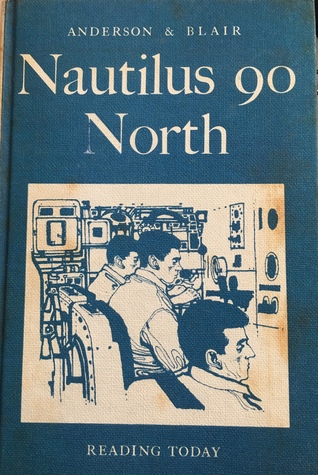 ANDERSON & BLAIR
Nautilus 90
North
READING TODAY